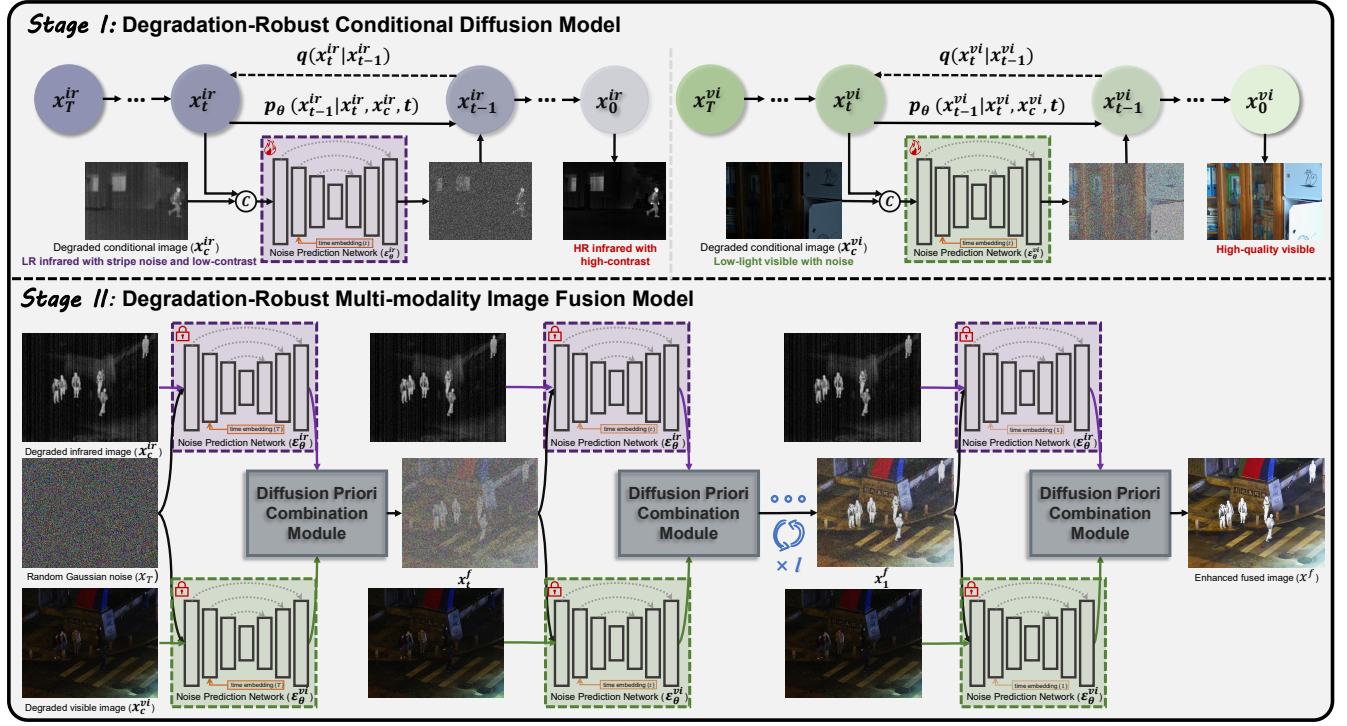 Stage I: Degradation-Robust Conditional Diffusion Model
q(x_t^{ir}|x_{t-1}^{ir})
x_T^{ir} ··· x_t^{ir} p_θ(x_{t-1}^{ir}|x_t^{ir}, x_c^{ir}, t) x_{t-1}^{ir} ··· x_0^{ir}
C
time embedding (t)
Noise Prediction Network (ε_θ^{ir})
Degraded conditional image (x_c^{ir})
LR infrared with stripe noise and low-contrast
HR infrared with
high-contrast
q(x_t^{vi}|x_{t-1}^{vi})
x_T^{vi} ··· x_t^{vi} p_θ(x_{t-1}^{vi}|x_t^{vi}, x_c^{vi}, t) x_{t-1}^{vi} ··· x_0^{vi}
C
time embedding (t)
Noise Prediction Network (ε_θ^{vi})
Degraded conditional image (x_c^{vi})
Low-light visible with noise
High-quality visible
Stage II: Degradation-Robust Multi-modality Image Fusion Model
time embedding (T)
Noise Prediction Network (ε_θ^{ir})
Degraded infrared image (x_c^{ir})
Diffusion Priori
Combination
Module
Random Gaussian noise (x_T)
time embedding (T)
Noise Prediction Network (ε_θ^{vi})
Degraded visible image (x_c^{vi})
time embedding (t)
Noise Prediction Network (ε_θ^{ir})
x_t^f
Diffusion Priori
Combination
Module
time embedding (t)
Noise Prediction Network (ε_θ^{vi})
× l
x_1^f
time embedding (1)
Noise Prediction Network (ε_θ^{ir})
Diffusion Priori
Combination
Module
time embedding (1)
Noise Prediction Network (ε_θ^{vi})
Enhanced fused image (x^f)